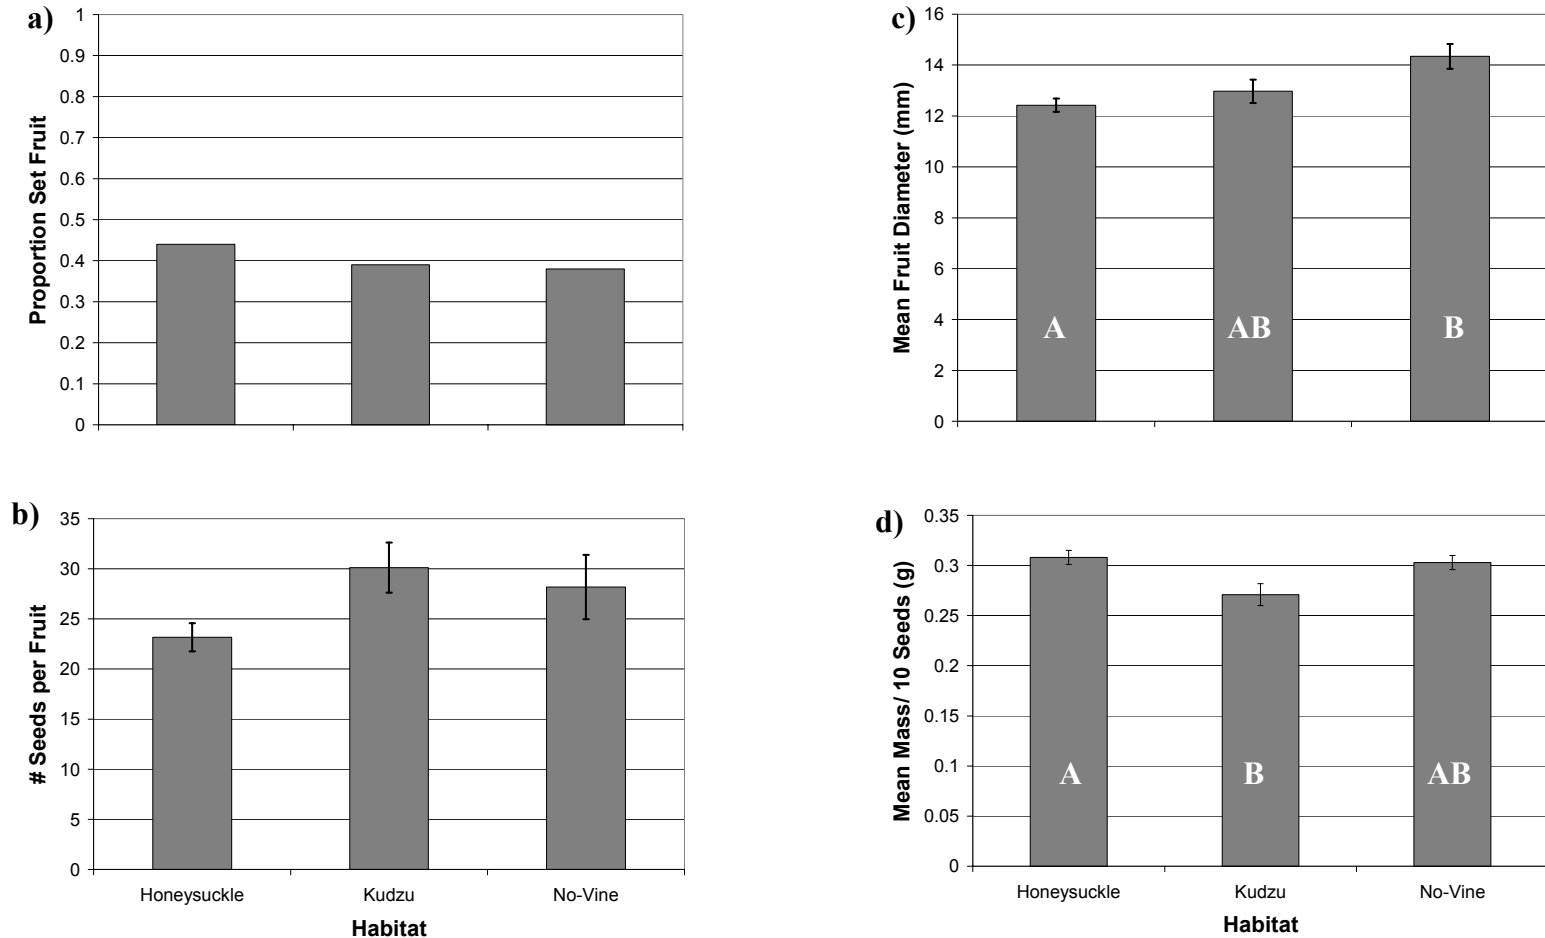 a)
1
0.9
0.8
0.7
0.6
0.5
0.4
0.3
0.2
0.1
0
Proportion Set Fruit
b)
35
30
25
20
15
10
5
0
# Seeds per Fruit
Honeysuckle Kudzu No-Vine
Habitat
c)
16
14
12
10
8
6
4
2
0
Mean Fruit Diameter (mm)
A AB B
d)
0.35
0.3
0.25
0.2
0.15
0.1
0.05
0
Mean Mass/ 10 Seeds (g)
A B AB
Honeysuckle Kudzu No-Vine
Habitat